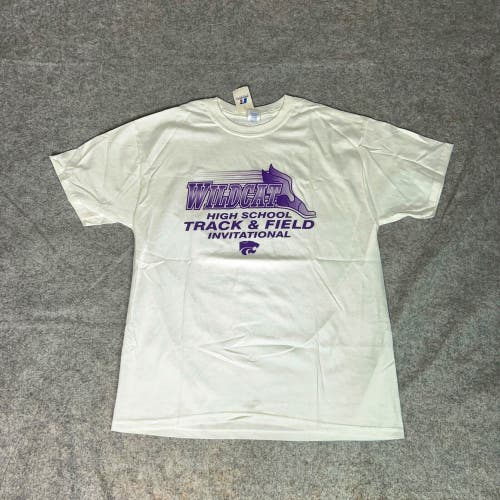 WILDCAT
HIGH SCHOOL
TRACK & FIELD
INVITATIONAL